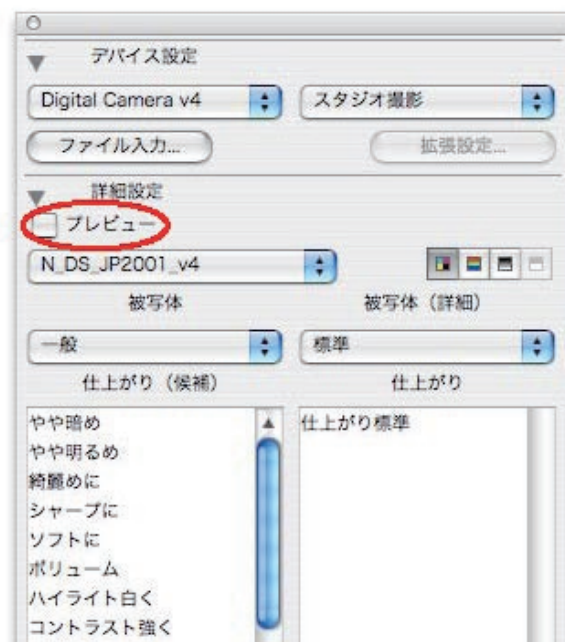 デバイス設定
Digital Camera v4 スタジオ撮影
ファイル入力... 拡張設定...
詳細設定
プレビュー
N_DS_JP2001_v4
被写体 被写体（詳細）
一般 標準
仕上がり（候補） 仕上がり
やや暗め 仕上がり標準
やや明るめ
綺麗めに
シャープに
ソフトに
ボリューム
ハイライト白く
コントラスト強く